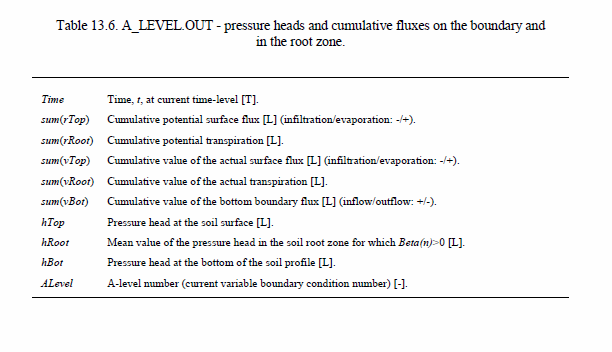 Table 13.6. A_LEVEL.OUT - pressure heads and cumulative fluxes on the boundary and
in the root zone.
Time Time, t, at current time-level [T].
sum(rTop) Cumulative potential surface flux [L] (infiltration/evaporation: -/+).
sum(rRoot) Cumulative potential transpiration [L].
sum(vTop) Cumulative value of the actual surface flux [L] (infiltration/evaporation: -/+).
sum(vRoot) Cumulative value of the actual transpiration [L].
sum(vBot) Cumulative value of the bottom boundary flux [L] (inflow/outflow: +/-).
hTop Pressure head at the soil surface [L].
hRoot Mean value of the pressure head in the soil root zone for which Beta(n)>0 [L].
hBot Pressure head at the bottom of the soil profile [L].
ALevel A-level number (current variable boundary condition number) [-].